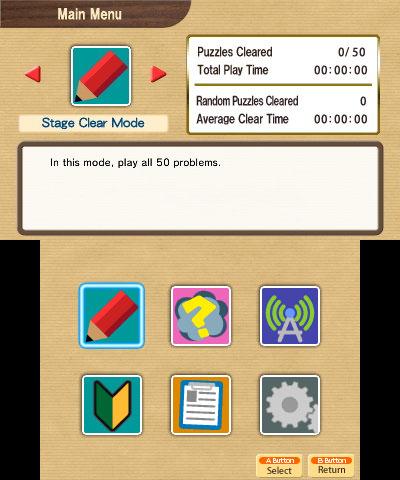 Main Menu
Puzzles Cleared 0/50
Total Play Time 00:00:00
Random Puzzles Cleared 0
Average Clear Time 00:00:00
Stage Clear Mode
In this mode, play all 50 problems.
A Button
Select
B Button
Return